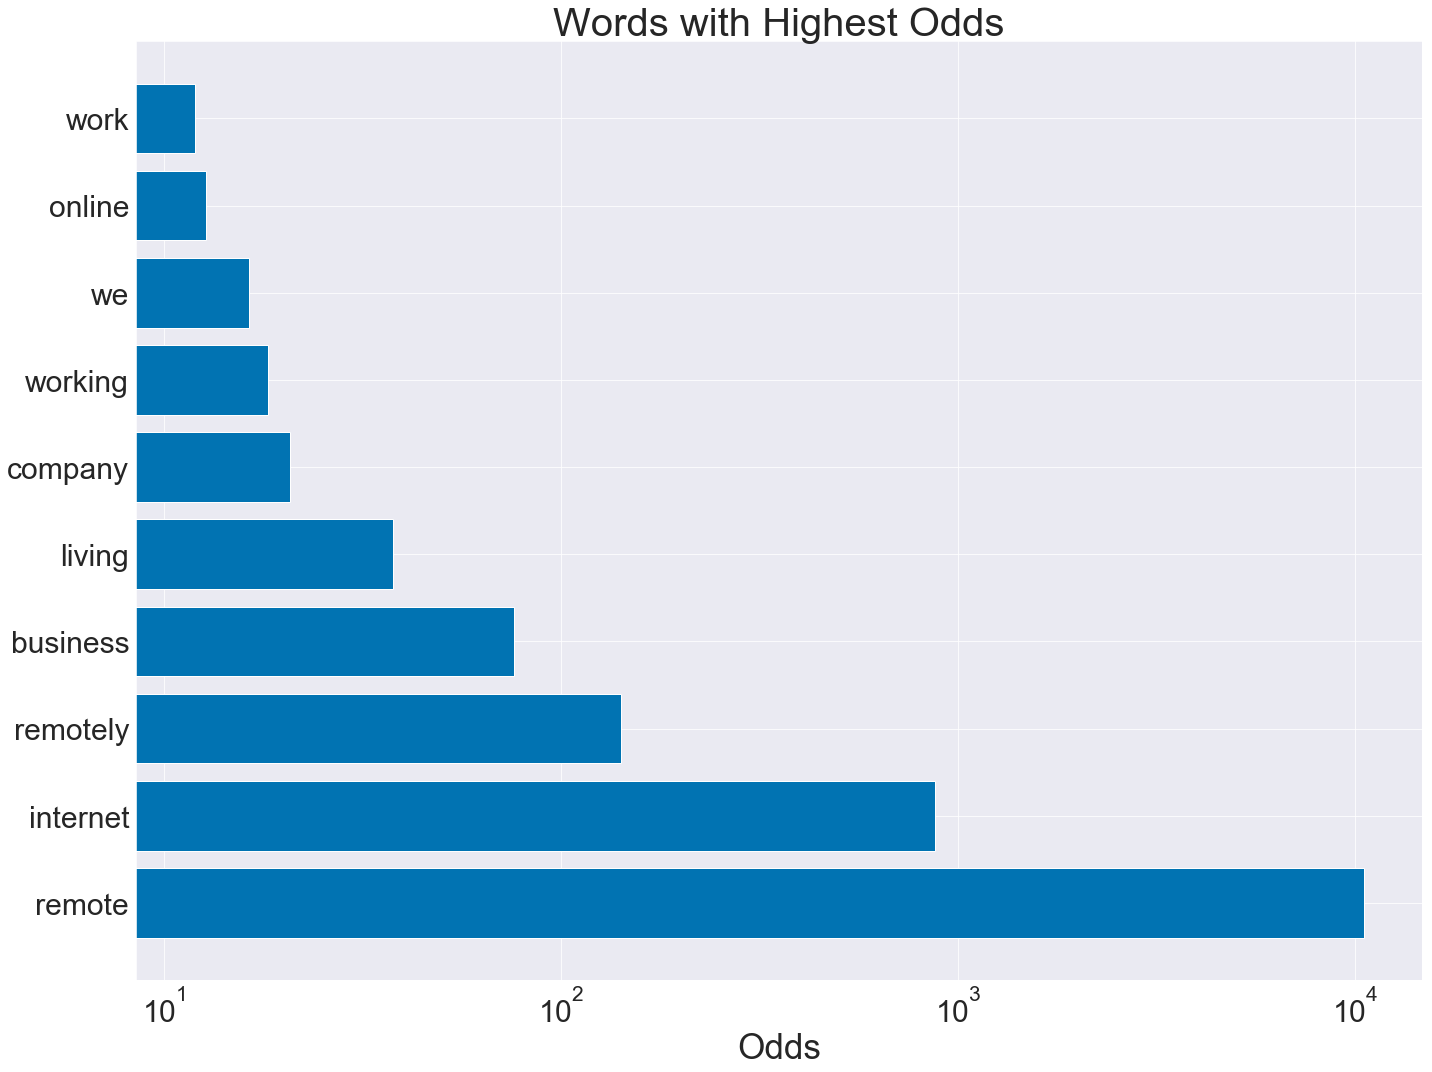 Words with Highest Odds
work
online
we
working
company
living
business
remotely
internet
remote
10¹ 10² 10³ 10⁴
Odds